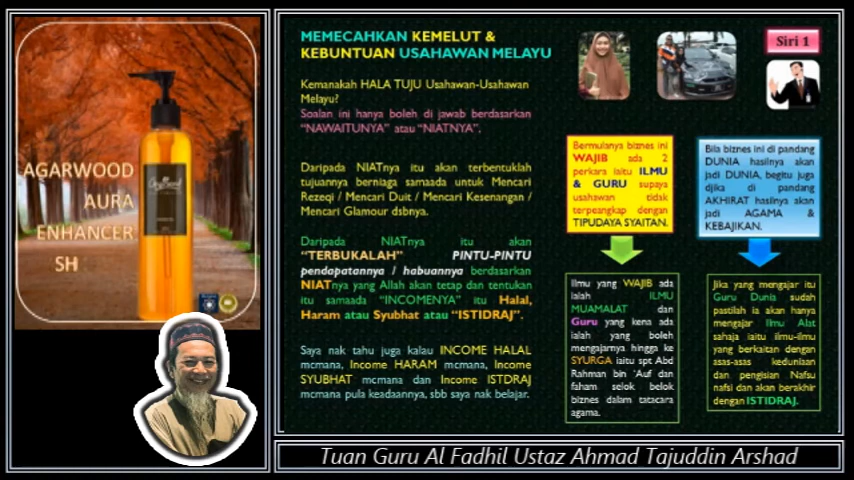 AGARWOOD
AURA
ENHANCER
SH
MEMECAHKAN KEMELUT &
KEBUNTUAN USAHAWAN MELAYU
Kemanakah HALA TUJU Usahawan-Usahawan
Melayu?
Soalan ini hanya boleh di jawab berdasarkan
"NAWAITUNYA" atau "NIATNYA".
Daripada NIATnya itu akan terbentuklah
tujuannya berniaga samaada untuk Mencari
Rezeqi / Mencari Duit / Mencari Kesenangan /
Mencari Glamour dsbnya.
Daripada NIATnya itu akan
"TERBUKALAH" PINTU-PINTU
pendapatannya / habuannya berdasarkan
NIATnya yang Allah akan tetap dan tentukan
itu samaada "INCOMENYA" itu Halal,
Haram atau Syubhat atau "ISTIDRAJ".
Saya nak tahu juga kalau INCOME HALAL
mcmana, Income HARAM mcmana, Income
SYUBHAT mcmana dan Income ISTDRAJ
mcmana pula keadaannya, sbb saya nak belajar.
Siri 1
Bermulanya biznes ini
WAJIB ada 2
perkara iaitu ILMU
& GURU supaya
usahawan tidak
terpeangkap dengan
TIPUDAYA SYAITAN.
Bila biznes ini di pandang
DUNIA hasilnya akan
jadi DUNIA, begitu juga
djika di pandang
AKHIRAT hasilnya akan
jadi AGAMA &
KEBAJIKAN.
Ilmu yang WAJIB ada
ialah ILMU
MUAMALAT dan
Guru yang kena ada
ialah yang boleh
mengajarnya hingga ke
SYURGA iaitu spt Abd
Rahman bin 'Auf dan
faham selok belok
biznes dalam tatacara
agama.
Jika yang mengajar itu
Guru Dunia sudah
pastilah ia akan hanya
mengajar Ilmu Alat
sahaja iaitu ilmu-ilmu
yang berkaitan dengan
asas-asas keduniaan
dan pengisian Nafsu
nafsi dan akan berakhir
dengan ISTIDRAJ.
Tuan Guru Al Fadhil Ustaz Ahmad Tajuddin Arshad